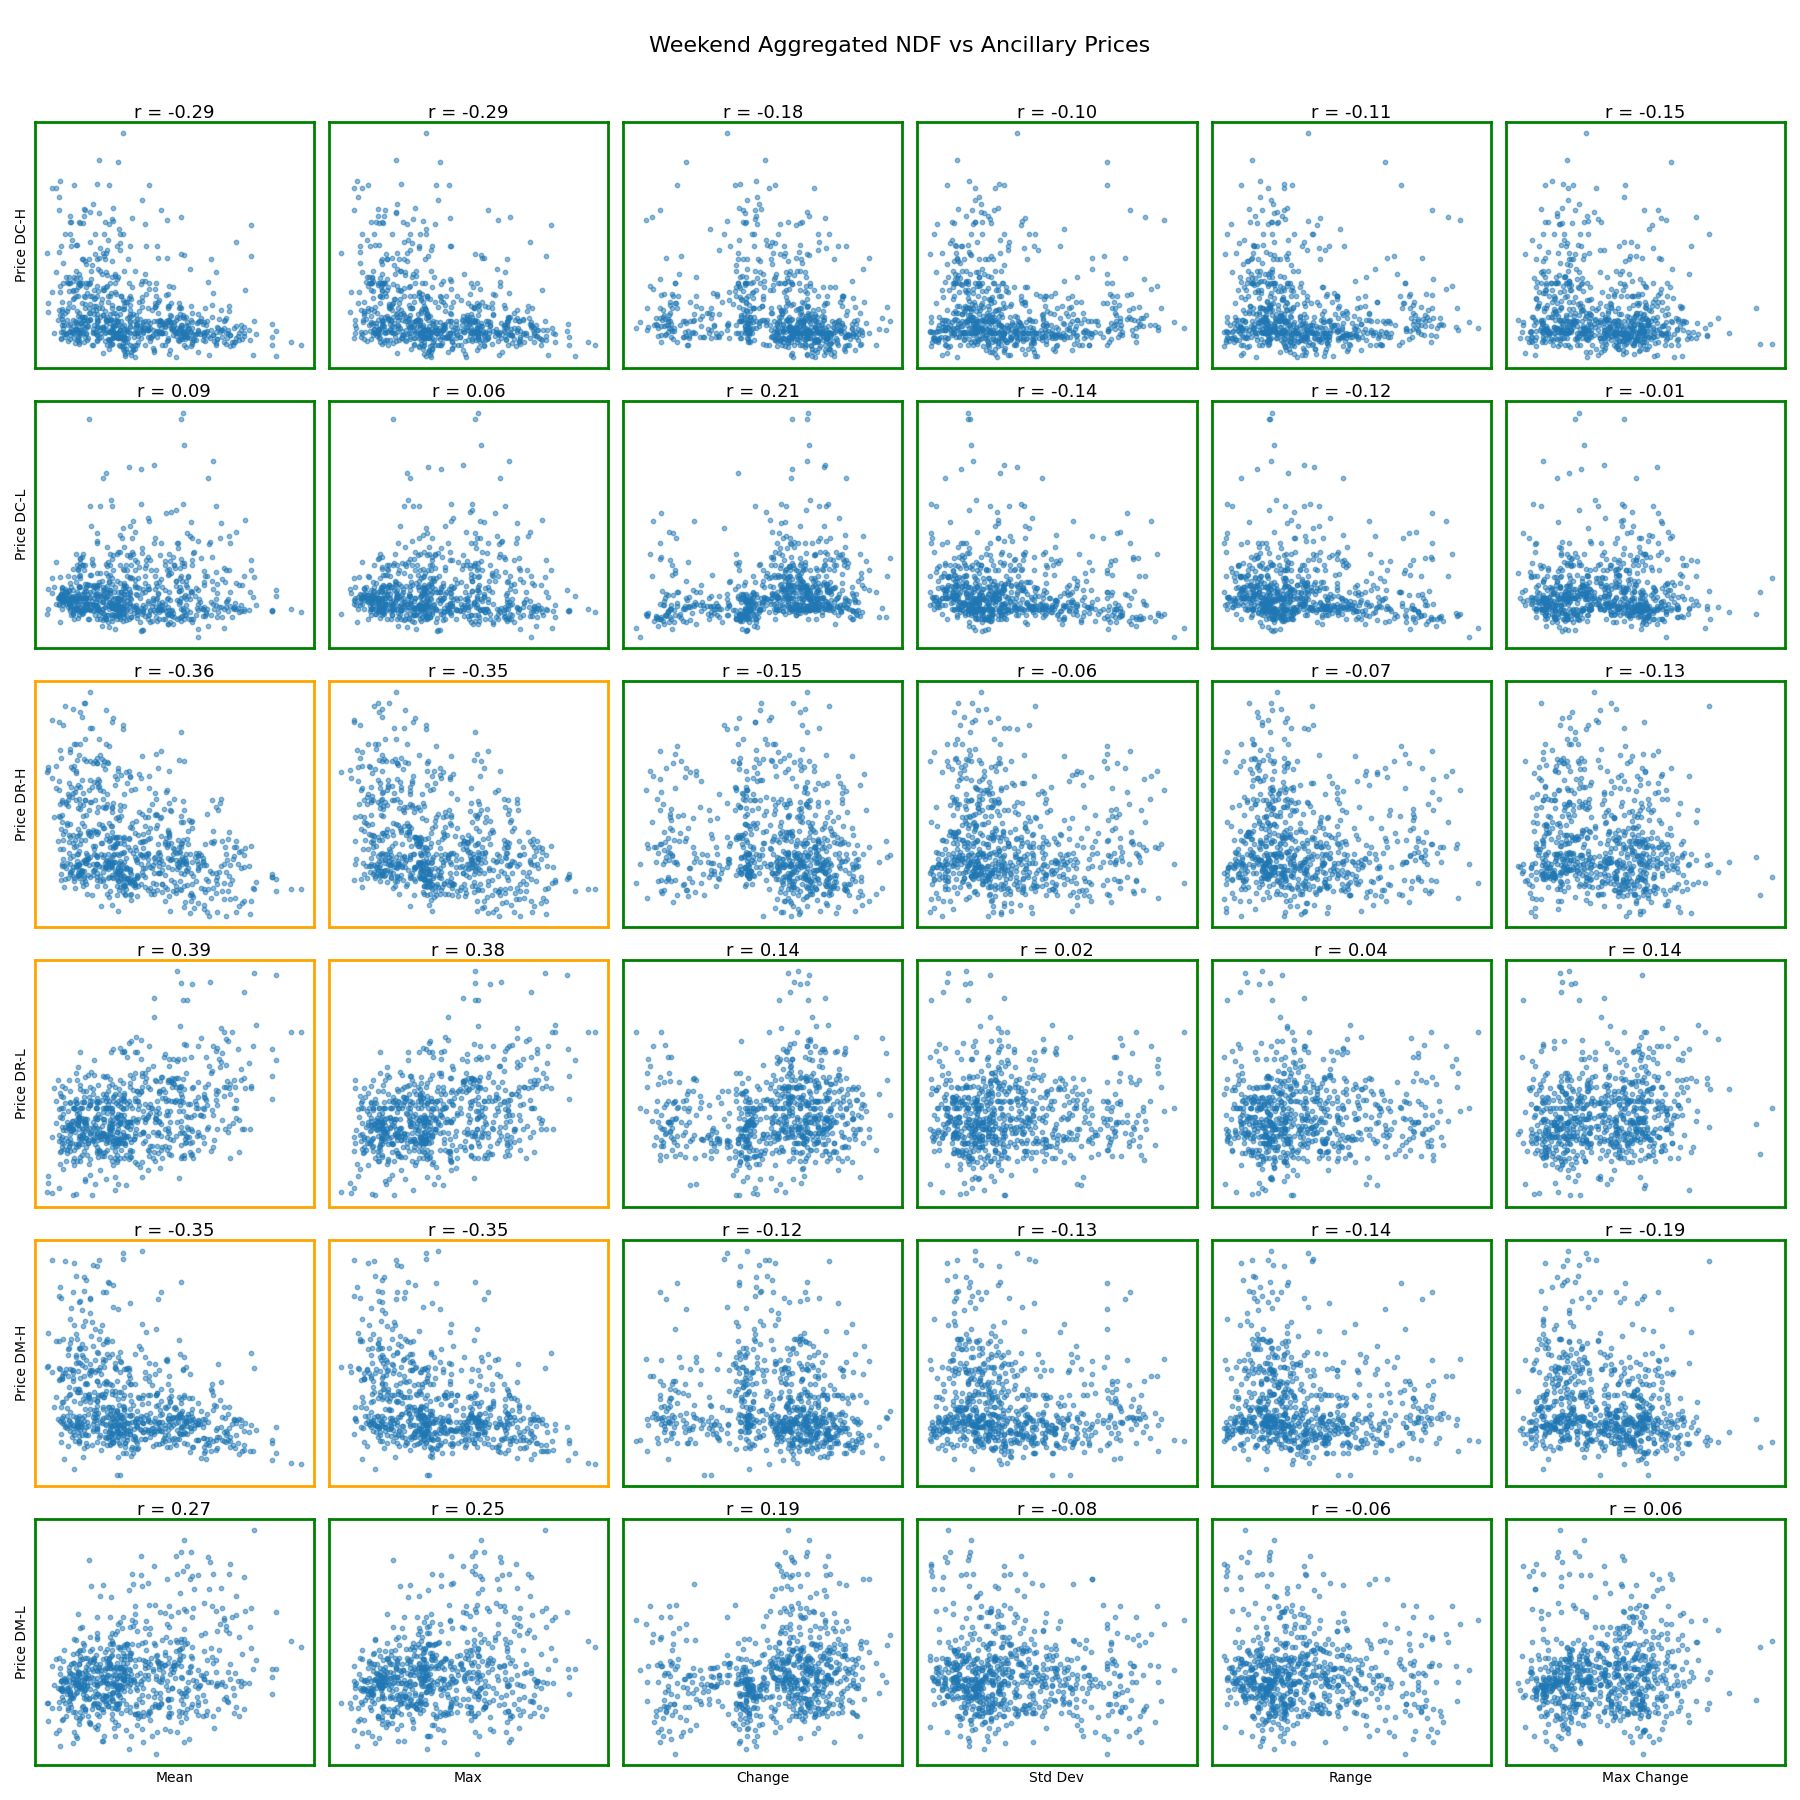 Weekend Aggregated NDF vs Ancillary Prices
r = -0.29
r = -0.29
r = -0.18
r = -0.10
r = -0.11
r = -0.15
Price DC-H
r = 0.09
r = 0.06
r = 0.21
r = -0.14
r = -0.12
r = -0.01
Price DC-L
r = -0.36
r = -0.35
r = -0.15
r = -0.06
r = -0.07
r = -0.13
Price DR-H
r = 0.39
r = 0.38
r = 0.14
r = 0.02
r = 0.04
r = 0.14
Price DR-L
r = -0.35
r = -0.35
r = -0.12
r = -0.13
r = -0.14
r = -0.19
Price DM-H
r = 0.27
r = 0.25
r = 0.19
r = -0.08
r = -0.06
r = 0.06
Price DM-L
Mean
Max
Change
Std Dev
Range
Max Change